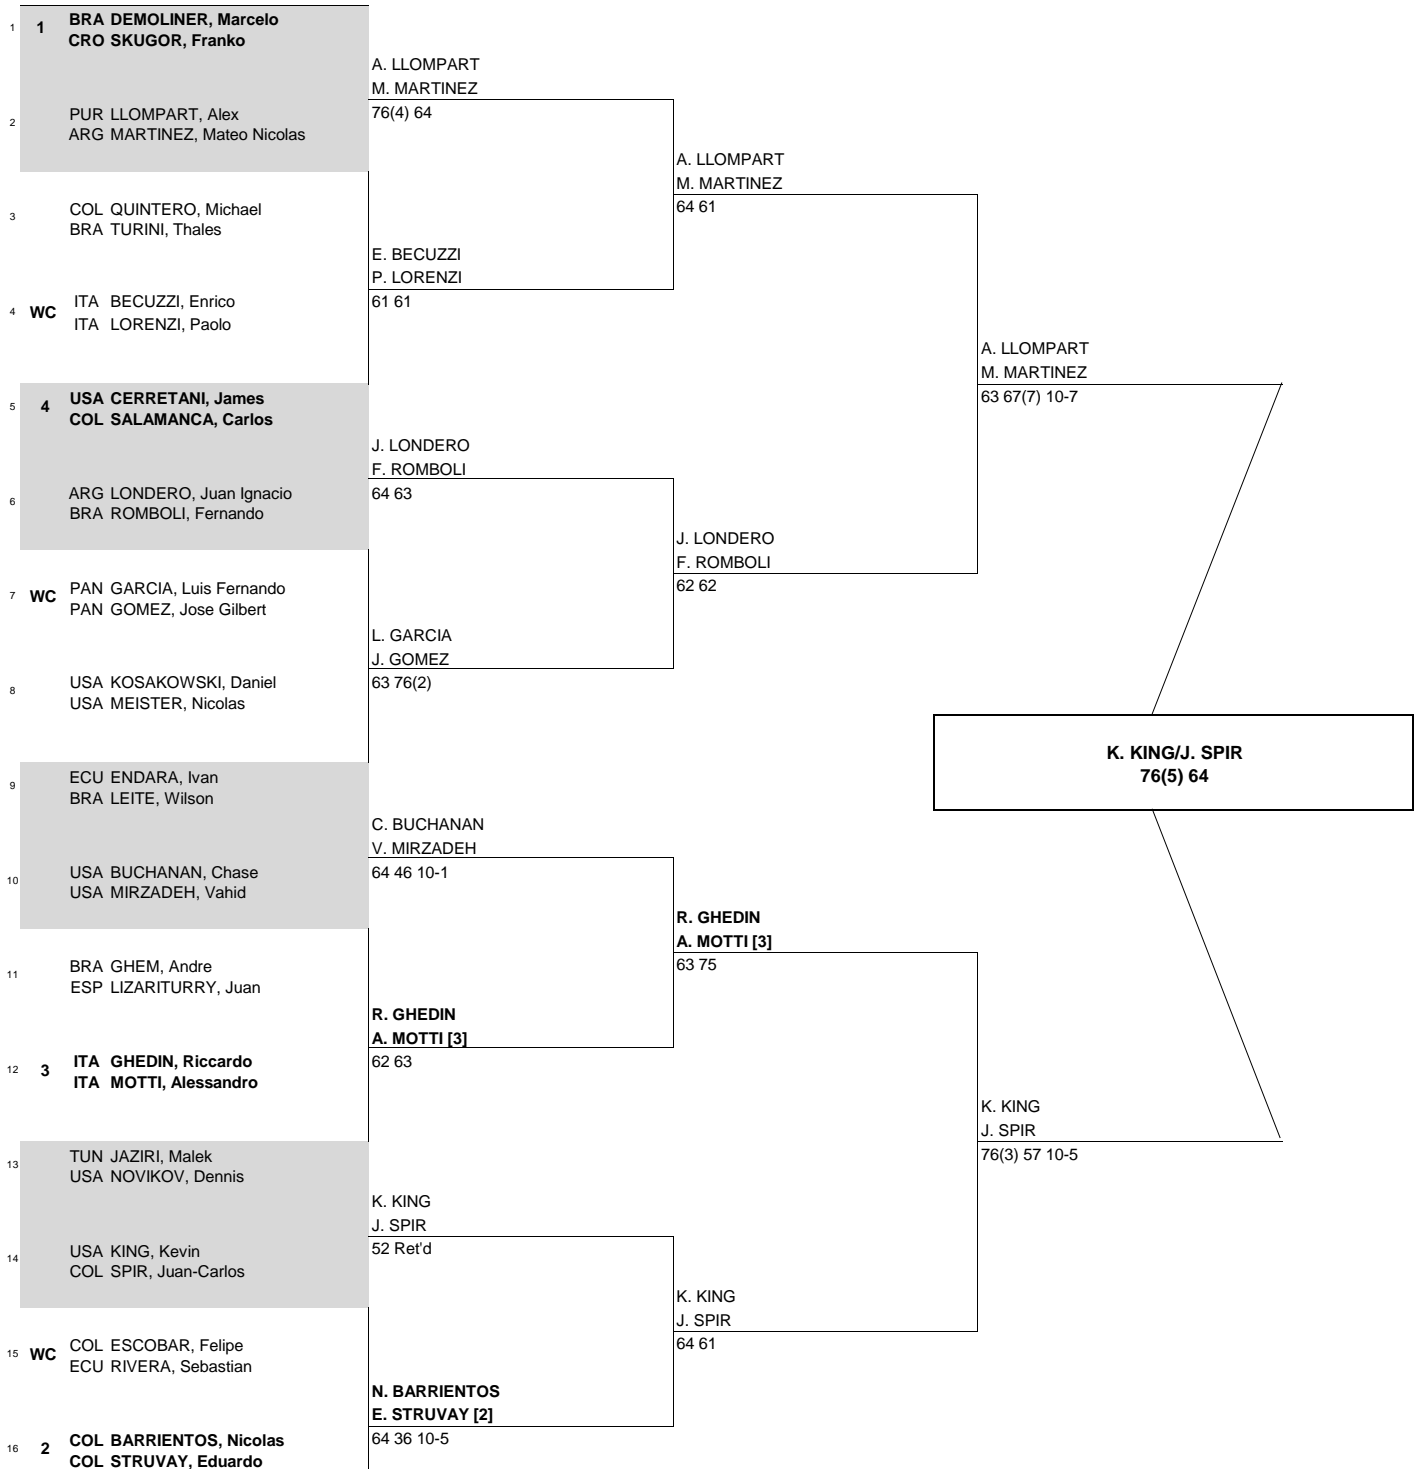 1 1 BRA DEMOLINER, Marcelo
CRO SKUGOR, Franko
A. LLOMPART
M. MARTINEZ
76(4) 64
2 PUR LLOMPART, Alex
ARG MARTINEZ, Mateo Nicolas
A. LLOMPART
M. MARTINEZ
64 61
3 COL QUINTERO, Michael
BRA TURINI, Thales
E. BECUZZI
P. LORENZI
61 61
4 WC ITA BECUZZI, Enrico
ITA LORENZI, Paolo
A. LLOMPART
M. MARTINEZ
63 67(7) 10-7
5 4 USA CERRETANI, James
COL SALAMANCA, Carlos
J. LONDERO
F. ROMBOLI
64 63
6 ARG LONDERO, Juan Ignacio
BRA ROMBOLI, Fernando
J. LONDERO
F. ROMBOLI
62 62
7 WC PAN GARCIA, Luis Fernando
PAN GOMEZ, Jose Gilbert
L. GARCIA
J. GOMEZ
63 76(2)
8 USA KOSAKOWSKI, Daniel
USA MEISTER, Nicolas
K. KING/J. SPIR
76(5) 64
9 ECU ENDARA, Ivan
BRA LEITE, Wilson
C. BUCHANAN
V. MIRZADEH
64 46 10-1
10 USA BUCHANAN, Chase
USA MIRZADEH, Vahid
R. GHEDIN
A. MOTTI [3]
63 75
11 BRA GHEM, Andre
ESP LIZARITURRY, Juan
R. GHEDIN
A. MOTTI [3]
62 63
12 3 ITA GHEDIN, Riccardo
ITA MOTTI, Alessandro
K. KING
J. SPIR
76(3) 57 10-5
13 TUN JAZIRI, Malek
USA NOVIKOV, Dennis
K. KING
J. SPIR
52 Ret'd
14 USA KING, Kevin
COL SPIR, Juan-Carlos
K. KING
J. SPIR
64 61
15 WC COL ESCOBAR, Felipe
ECU RIVERA, Sebastian
N. BARRIENTOS
E. STRUVAY [2]
64 36 10-5
16 2 COL BARRIENTOS, Nicolas
COL STRUVAY, Eduardo